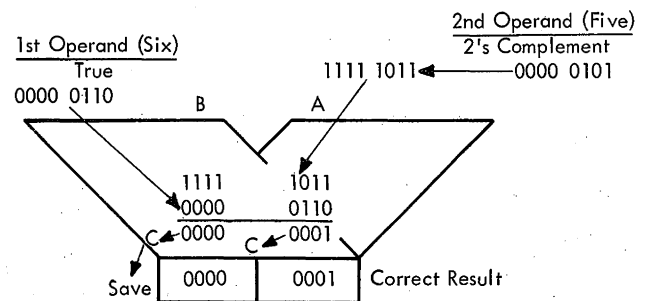 2nd Operand (Five)
1st Operand (Six)
2's Complement
True
1111 1011
0000 0101
0000 0110
B
A
1111 1011
0000 0110
C 0000 C 0001
Save
0000
0001
Correct Result